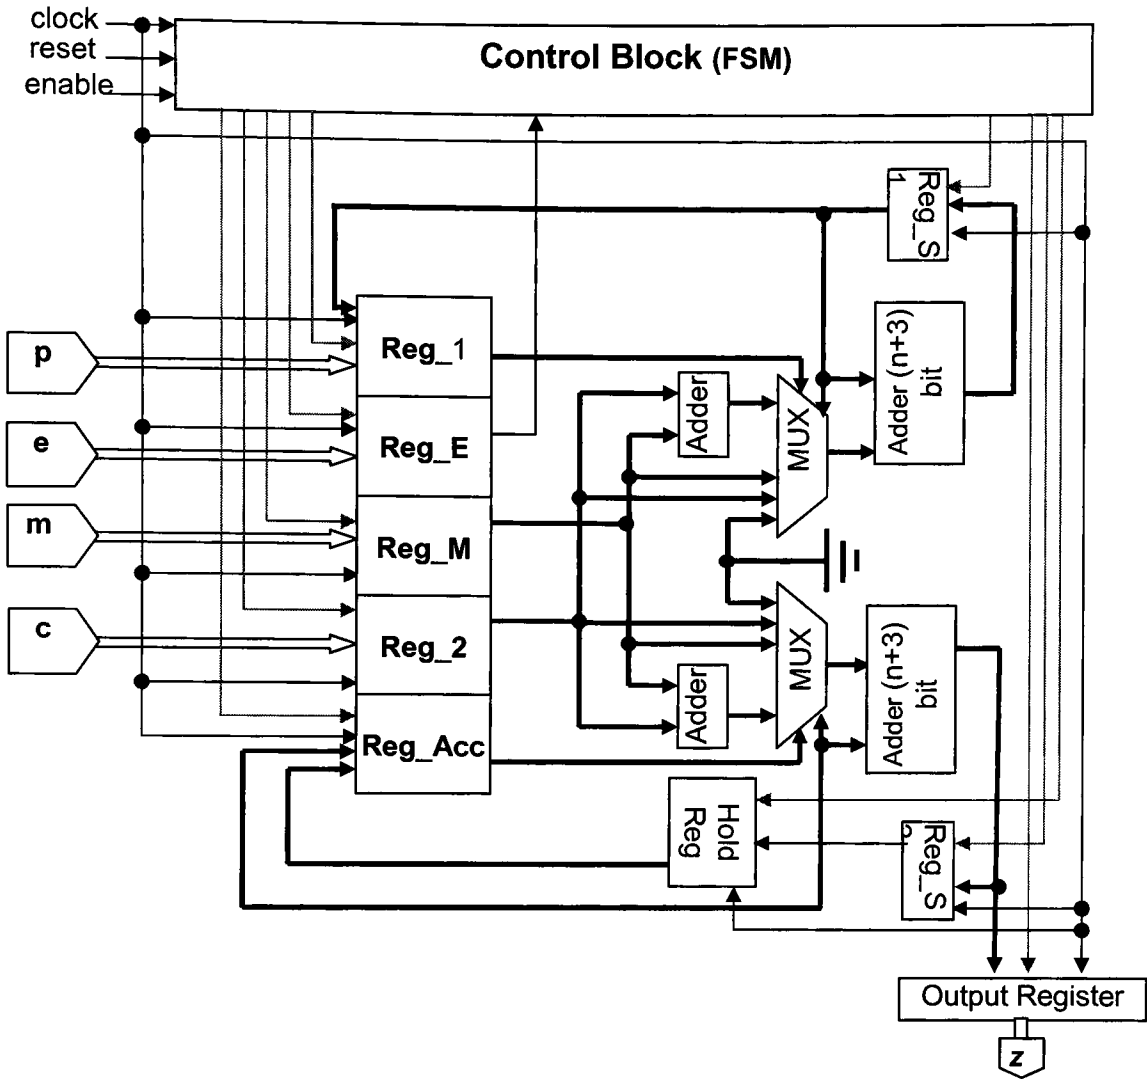 clock
reset
enable
Control Block (FSM)
Reg_S
1
p
e
m
c
Reg_1
Reg_E
Reg_M
Reg_2
Reg_Acc
Adder
MUX
Adder (n+3)
bit
Adder
MUX
Adder (n+3)
bit
Hold
Reg
Reg_S
Output Register
z